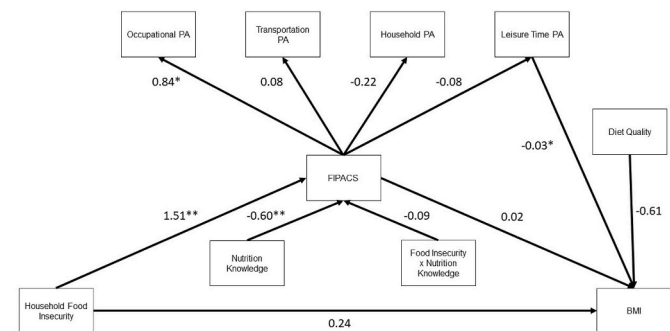 Occupational PA
Transportation
PA
Household PA
Leisure Time PA
0.84*
0.08
-0.22
-0.08
Diet Quality
-0.03*
FIPACS
1.51**
-0.60**
-0.09
0.02
-0.61
Nutrition
Knowledge
Food Insecurity
x Nutrition
Knowledge
Household Food
Insecurity
BMI
0.24